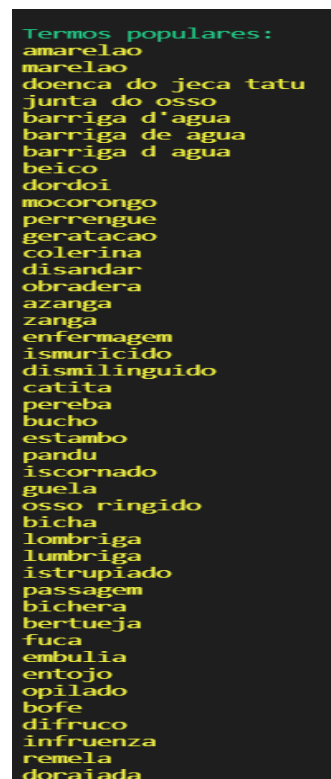 Termos populares:
amarelao
marelao
doenca do jeca tatu
junta do osso
barriga d'agua
barriga de agua
barriga d agua
beico
dordoi
mocorongo
perrengue
geratacao
colerina
disandar
obradera
azanga
zanga
enfermagem
ismuricido
dismilinguido
catita
pereba
bucho
estambo
pandu
iscornado
guela
osso ringido
bicha
lombriga
lumbriga
istrupiado
passagem
bichera
bertueja
fuca
embulia
entojo
opilado
bofe
difruco
infruenza
remela
doraiada